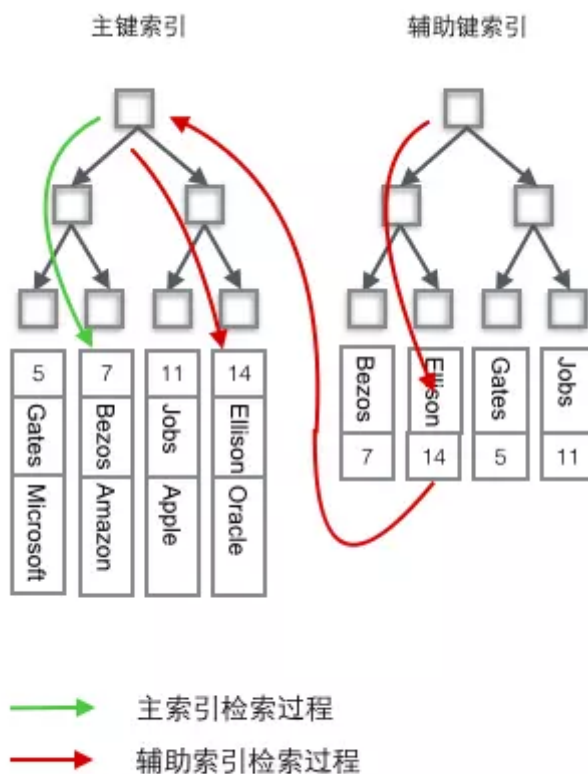 主键索引
辅助键索引
5
7
11
14
Gates
Bezos
Jobs
Ellison
Microsoft
Amazon
Apple
Oracle
Bezos
Ellison
Gates
Jobs
7
14
5
11
主索引检索过程
辅助索引检索过程